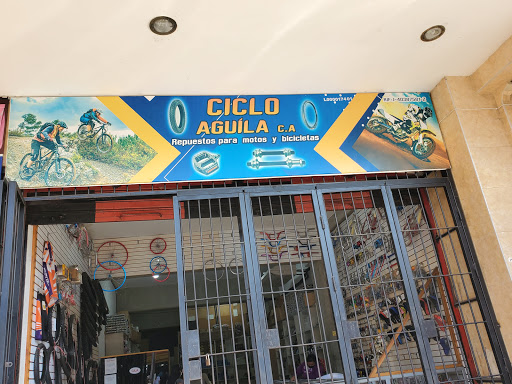 CICLO
AGUILA C.A
Repuestos para motos y bicicletas